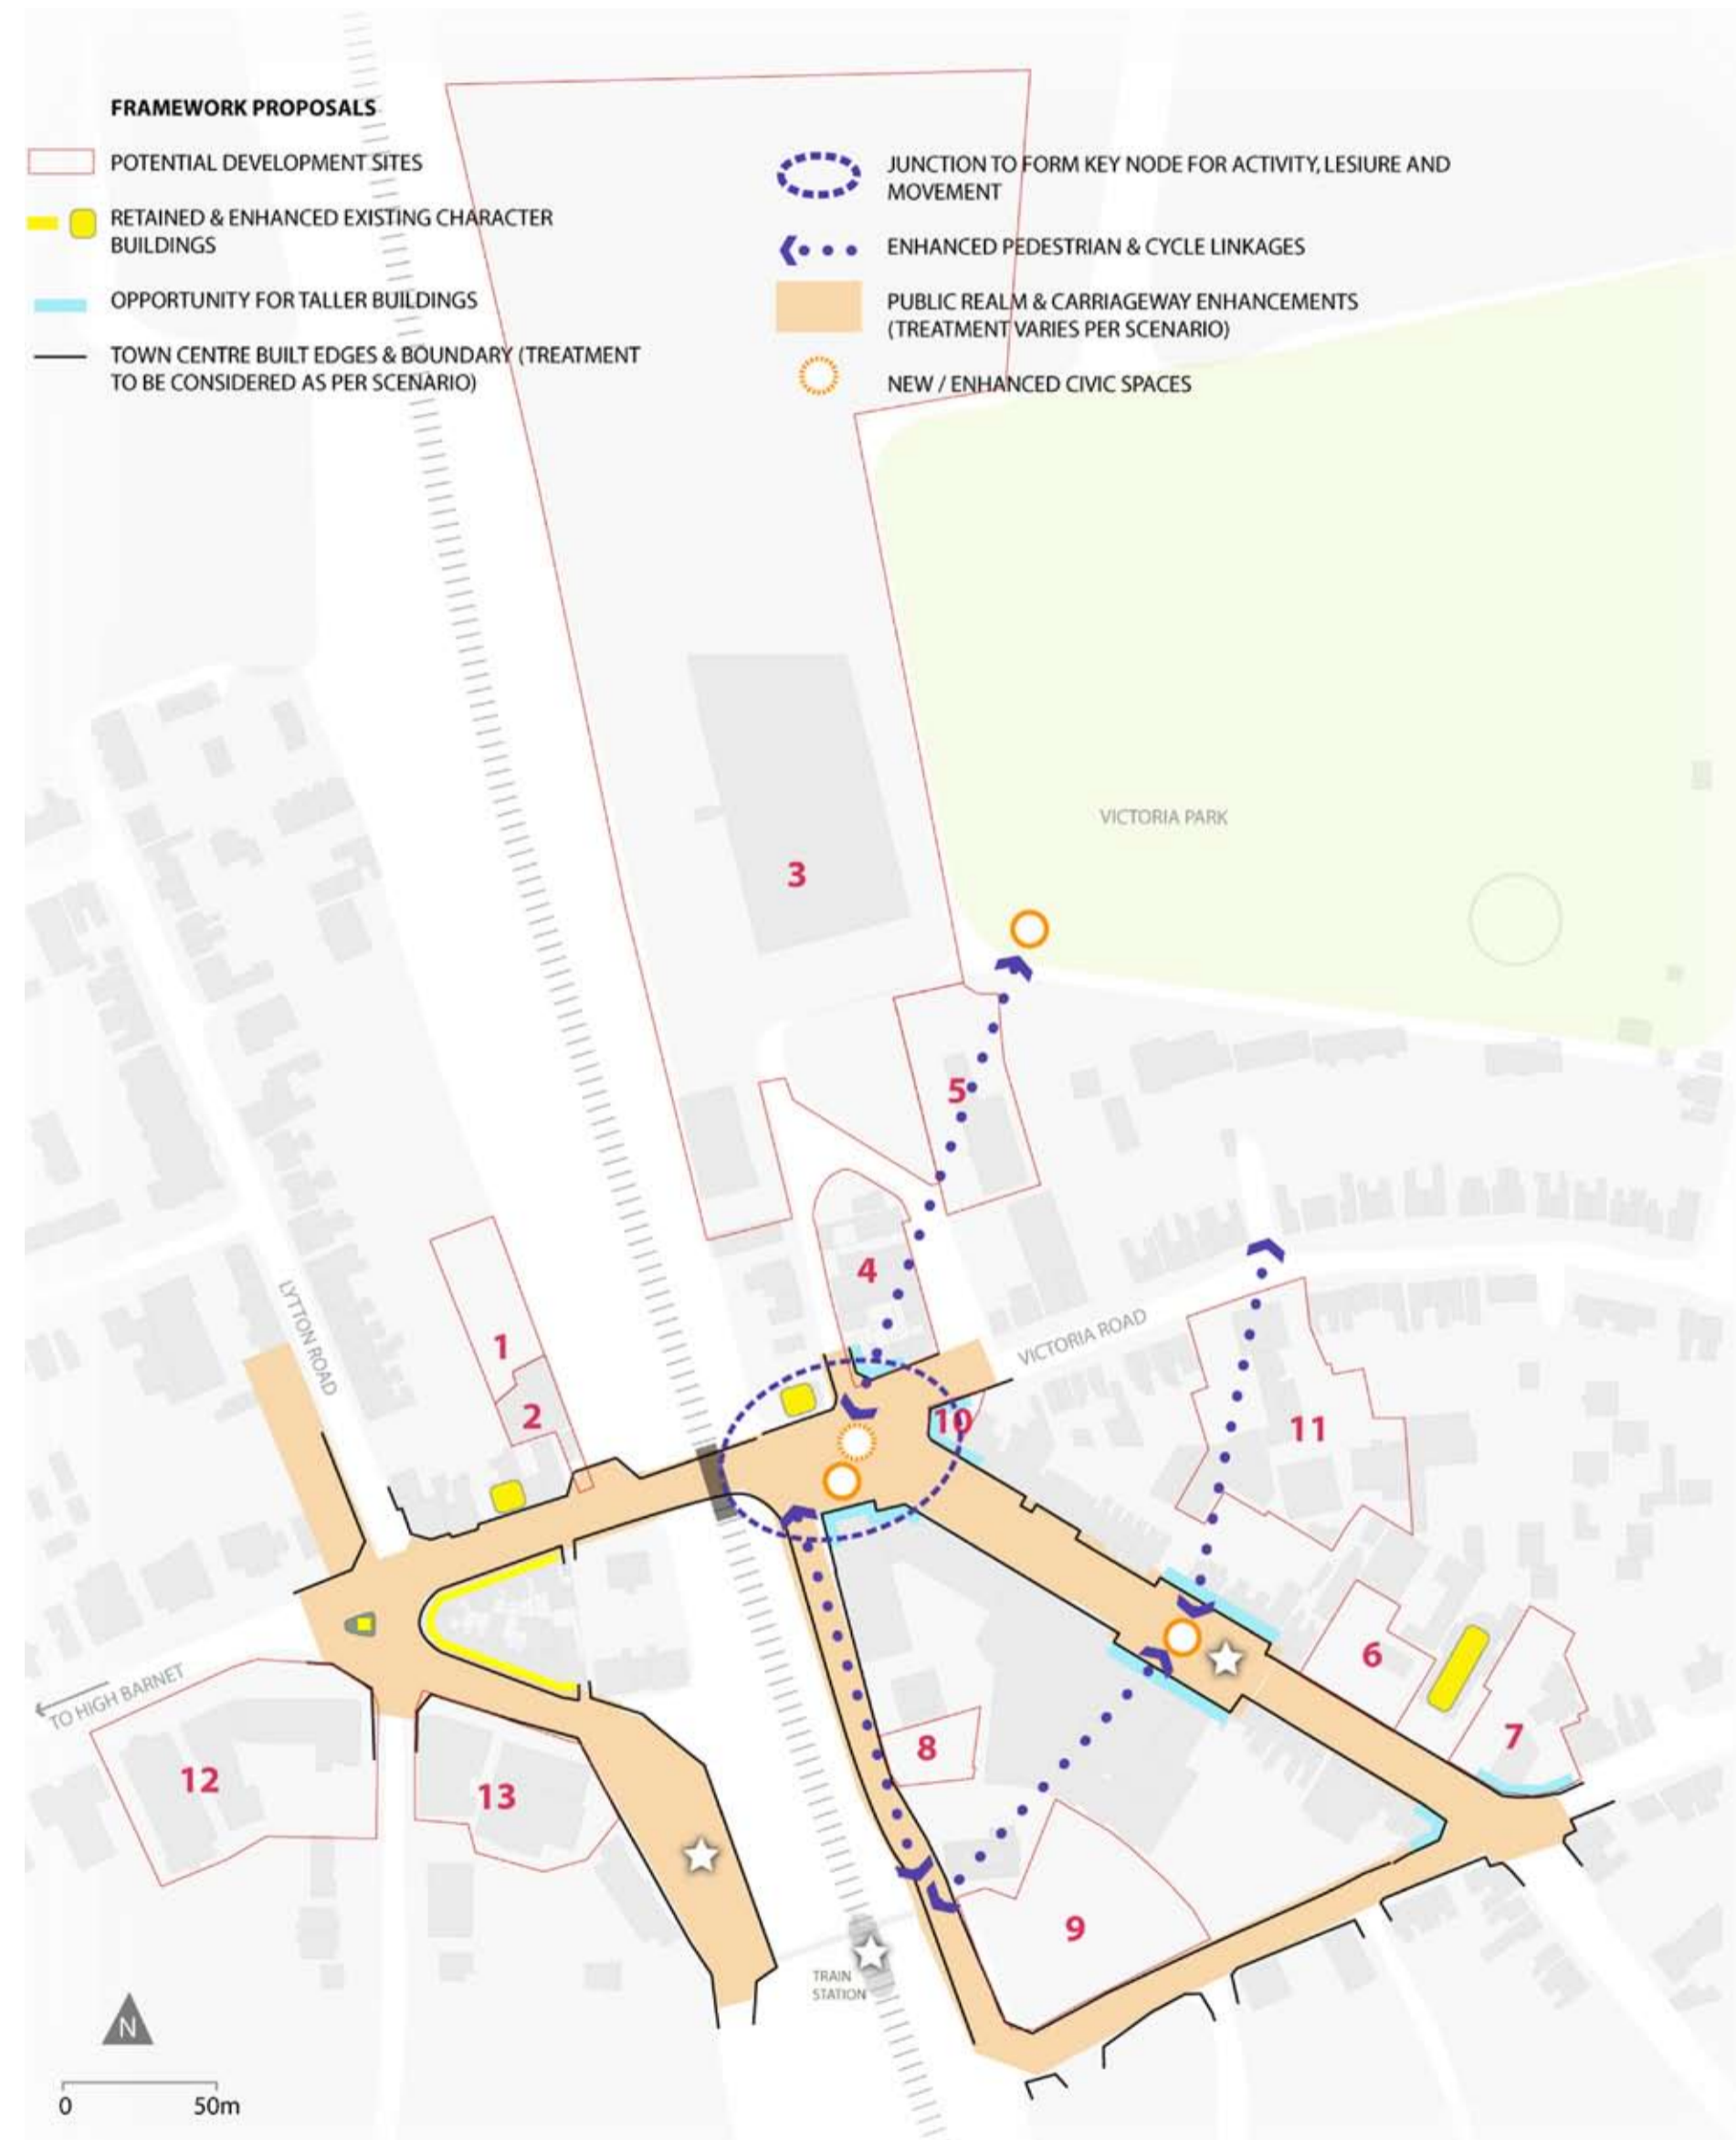 FRAMEWORK PROPOSALS
POTENTIAL DEVELOPMENT SITES
RETAINED & ENHANCED EXISTING CHARACTER
BUILDINGS
OPPORTUNITY FOR TALLER BUILDINGS
TOWN CENTRE BUILT EDGES & BOUNDARY (TREATMENT
TO BE CONSIDERED AS PER SCENARIO)
JUNCTION TO FORM KEY NODE FOR ACTIVITY, LESIURE AND
MOVEMENT
ENHANCED PEDESTRIAN & CYCLE LINKAGES
PUBLIC REALM & CARRIAGEWAY ENHANCEMENTS
(TREATMENT VARIES PER SCENARIO)
NEW / ENHANCED CIVIC SPACES
VICTORIA PARK
3
5
4
LYTTON ROAD
1
VICTORIA ROAD
2
10
11
6
TO HIGH BARNET
7
8
12
13
9
TRAIN
STATION
N
0 50m